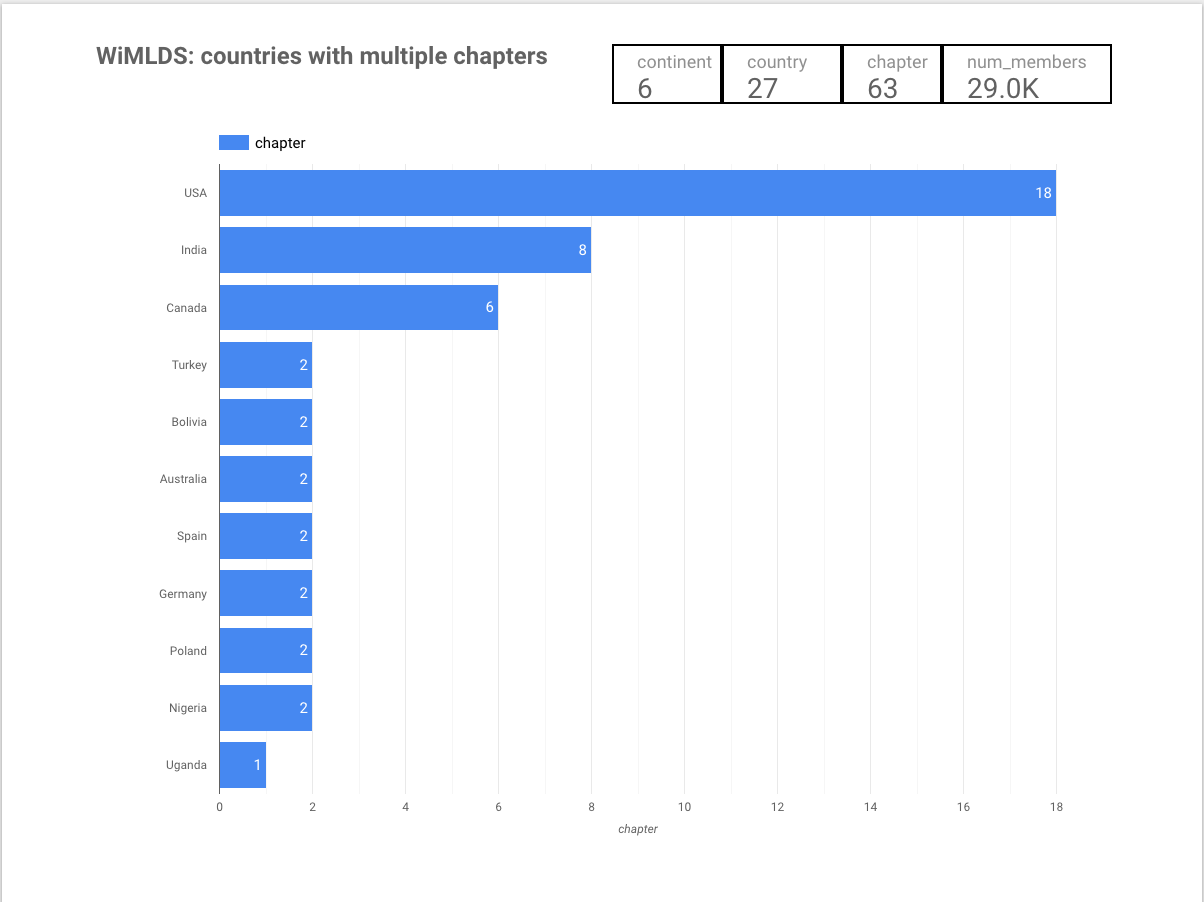 WiMLDS: countries with multiple chapters
continent country chapter num_members
6 27 63 29.0K
chapter
USA 18
India 8
Canada 6
Turkey 2
Bolivia 2
Australia 2
Spain 2
Germany 2
Poland 2
Nigeria 2
Uganda 1
0 2 4 6 8 10 12 14 16 18
chapter